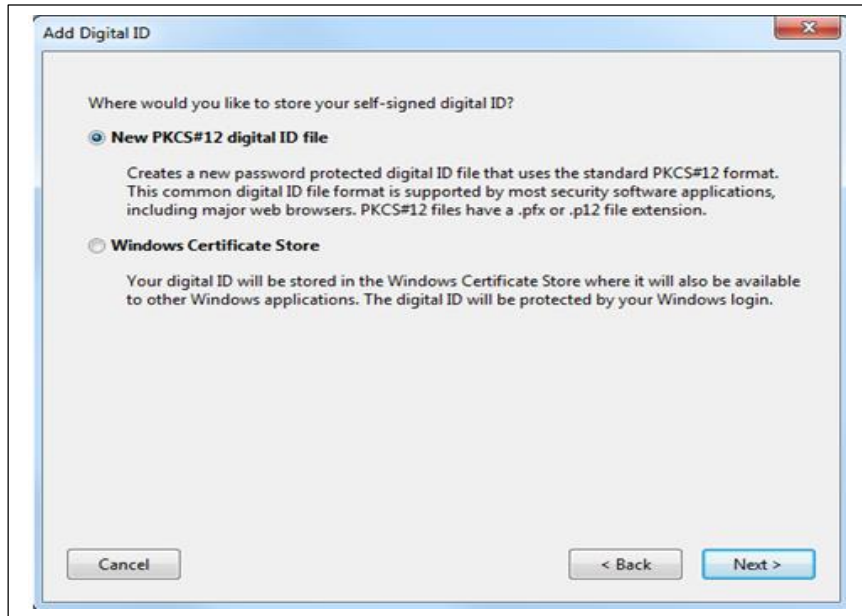 Add Digital ID
Where would you like to store your self-signed digital ID?
New PKCS#12 digital ID file
Creates a new password protected digital ID file that uses the standard PKCS#12 format.
This common digital ID file format is supported by most security software applications,
including major web browsers. PKCS#12 files have a .pfx or .p12 file extension.
Windows Certificate Store
Your digital ID will be stored in the Windows Certificate Store where it will also be available
to other Windows applications. The digital ID will be protected by your Windows login.
Cancel
< Back
Next >